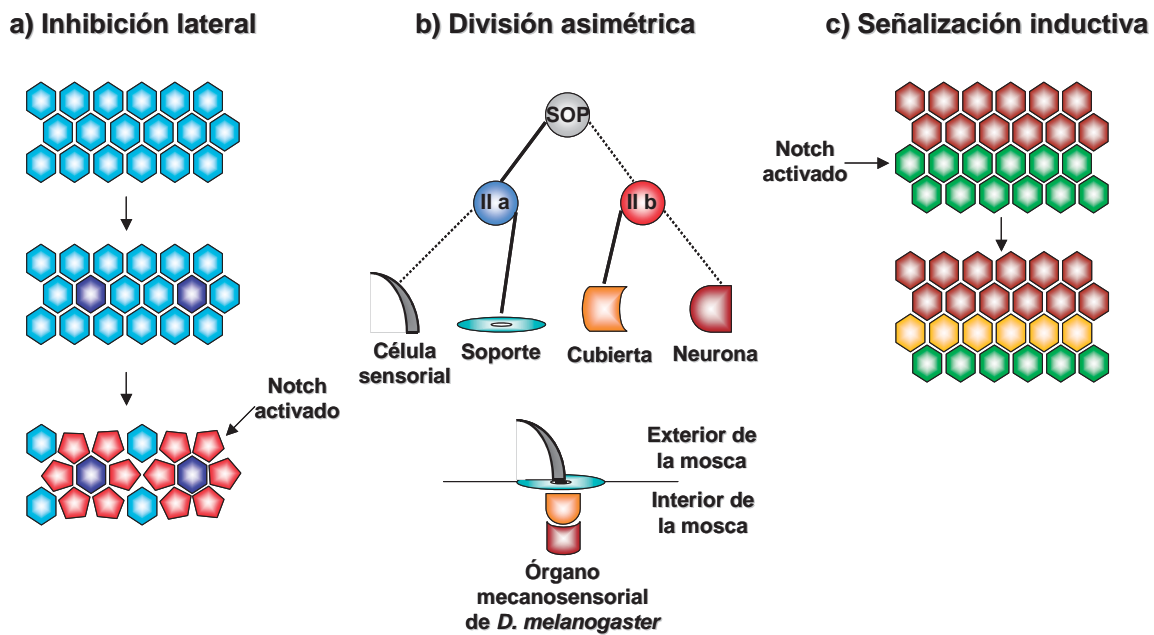 a) Inhibición lateral
Notch
activado
b) División asimétrica
SOP
II a
II b
Célula
sensorial
Soporte
Cubierta
Neurona
Exterior de
la mosca
Interior de
la mosca
Órgano
mecanosensorial
de D. melanogaster
c) Señalización inductiva
Notch
activado